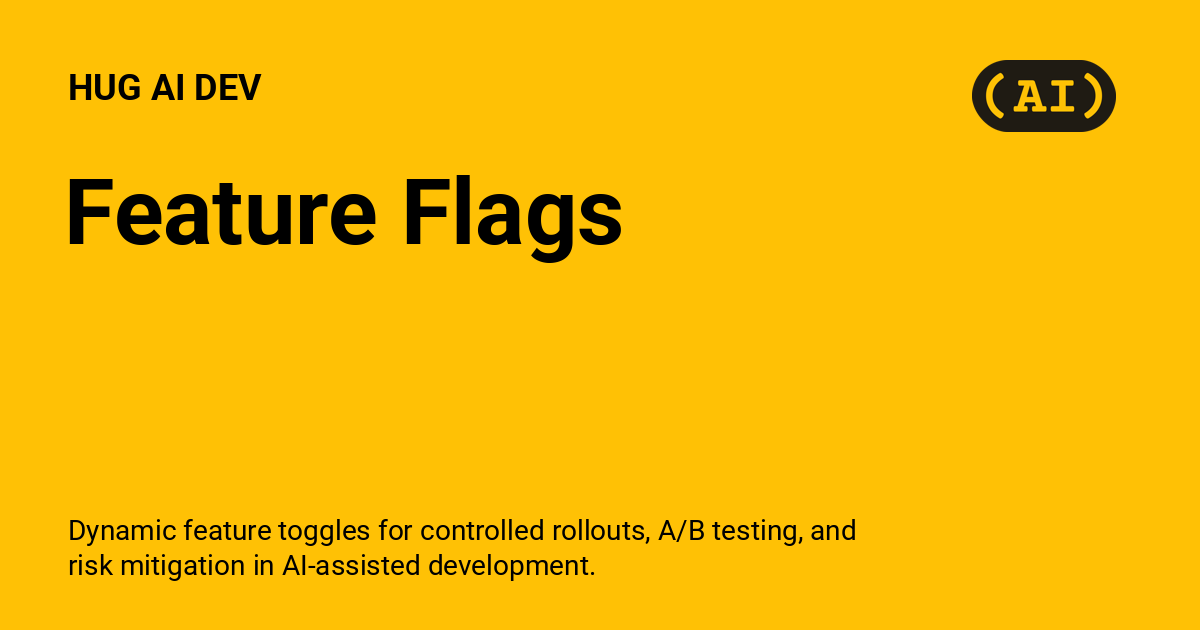 HUG AI DEV
(AI)
Feature Flags
Dynamic feature toggles for controlled rollouts, A/B testing, and
risk mitigation in AI-assisted development.